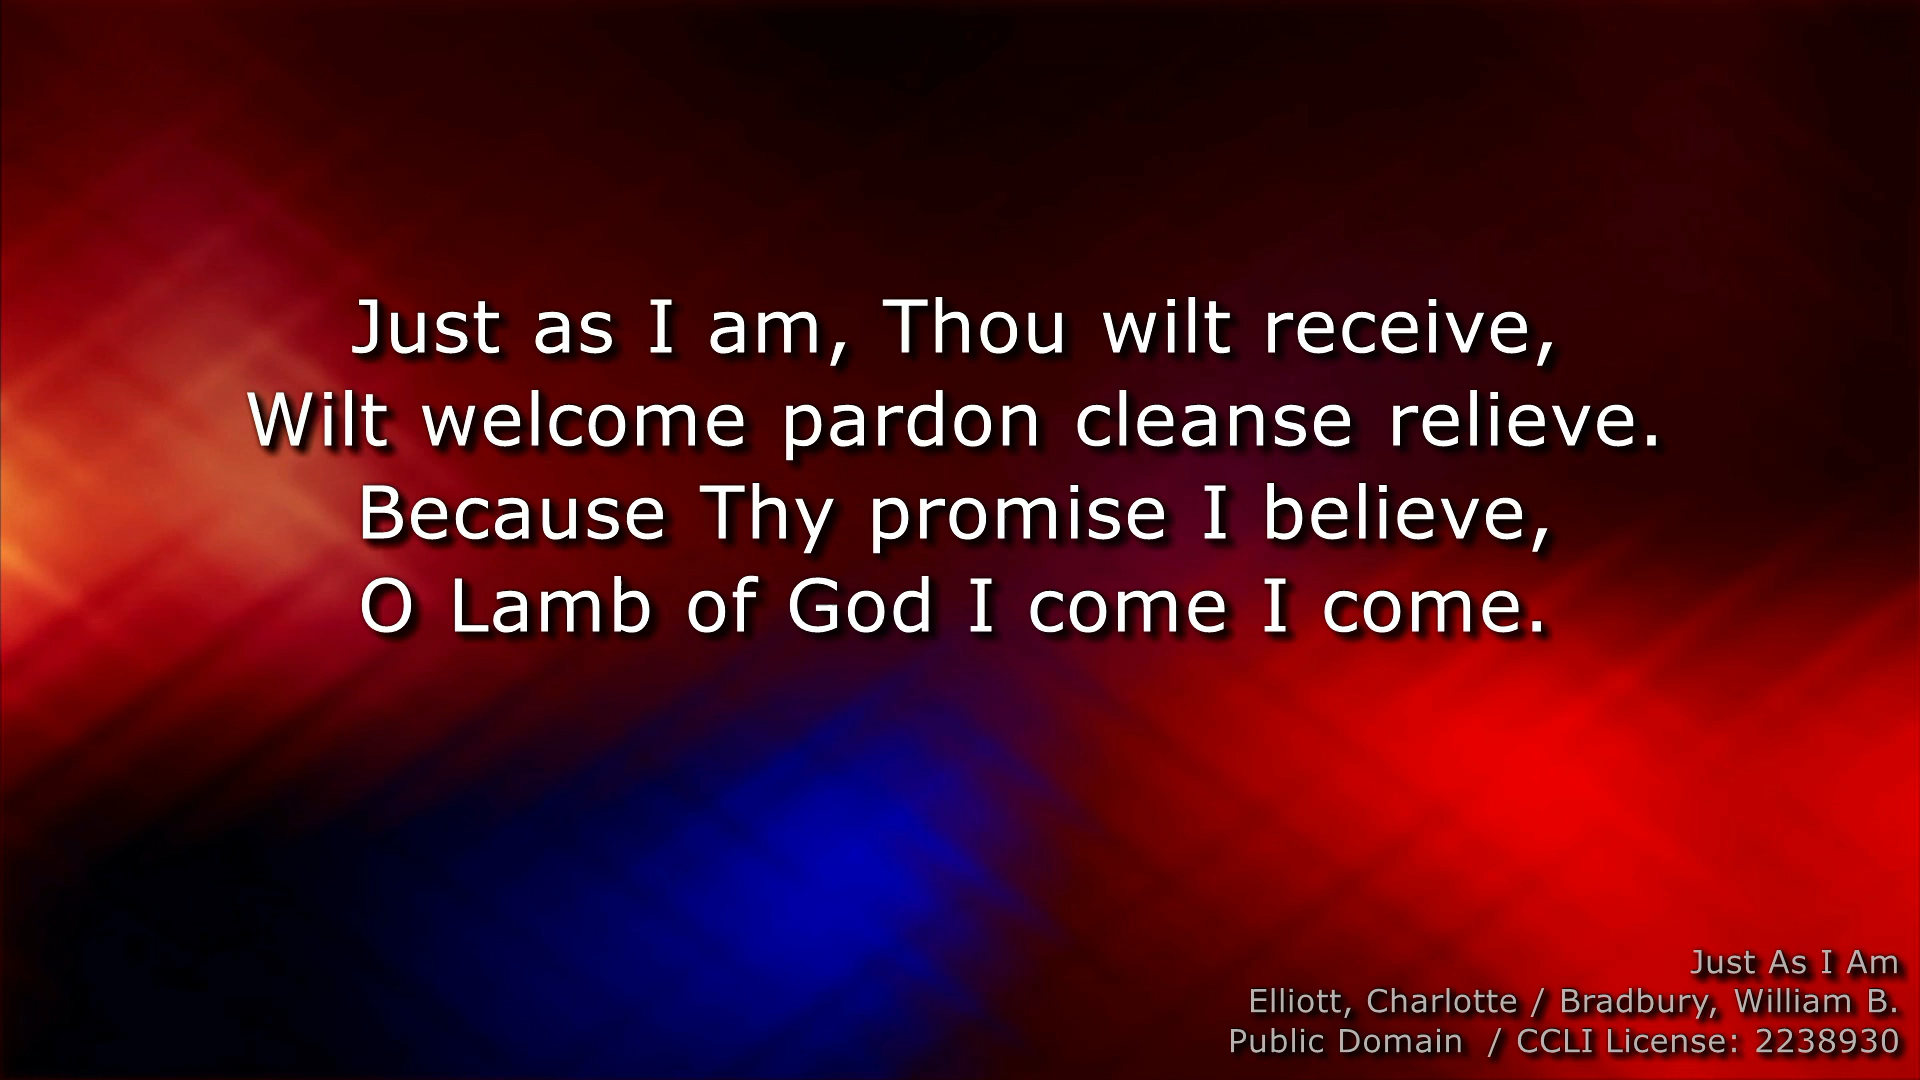 Just as I am, Thou wilt receive,
Wilt welcome pardon cleanse relieve.
Because Thy promise I believe,
O Lamb of God I come I come.
Just As I Am
Elliott, Charlotte / Bradbury, William B.
Public Domain  / CCLI License: 2238930